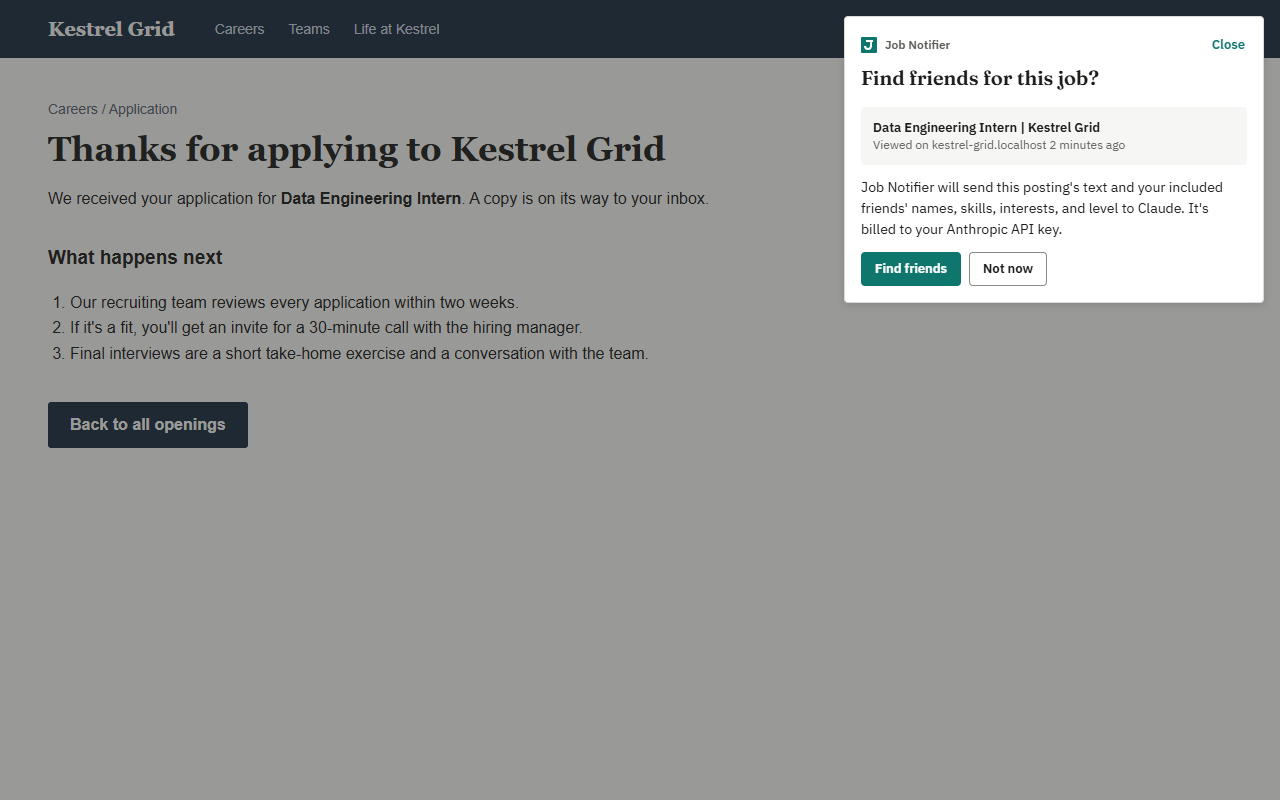 Kestrel Grid
Careers
Teams
Life at Kestrel
Careers / Application
Thanks for applying to Kestrel Grid
We received your application for Data Engineering Intern. A copy is on its way to your inbox.
What happens next
1. Our recruiting team reviews every application within two weeks.
2. If it's a fit, you'll get an invite for a 30-minute call with the hiring manager.
3. Final interviews are a short take-home exercise and a conversation with the team.
Back to all openings
J Job Notifier
Close
Find friends for this job?
Data Engineering Intern | Kestrel Grid
Viewed on kestrel-grid.localhost 2 minutes ago
Job Notifier will send this posting's text and your included
friends' names, skills, interests, and level to Claude. It's
billed to your Anthropic API key.
Find friends
Not now